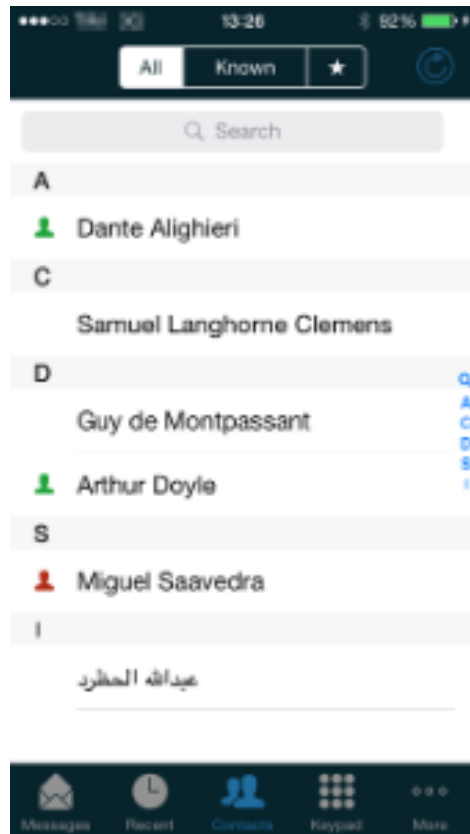 13:26 92%
All Known ★
Search
A
Dante Alighieri
C
Samuel Langhorne Clemens
D
Guy de Montpassant
Arthur Doyle
S
Miguel Saavedra
عبدالله الحظرد
A
C
D
S
Messages Recent Contacts Keypad More